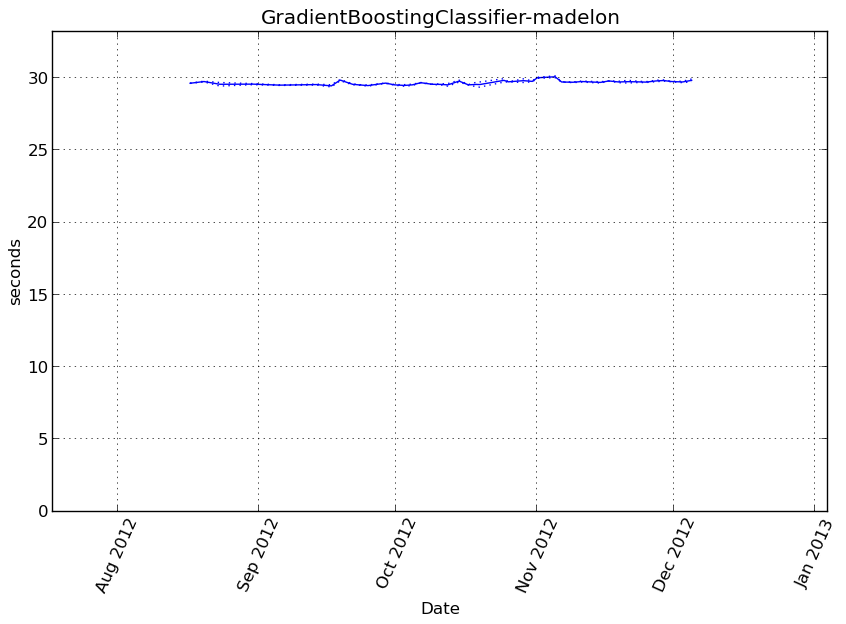 GradientBoostingClassifier-madelon
30
25
20
15
10
5
0
seconds
Aug 2012
Sep 2012
Oct 2012
Nov 2012
Dec 2012
Jan 2013
Date